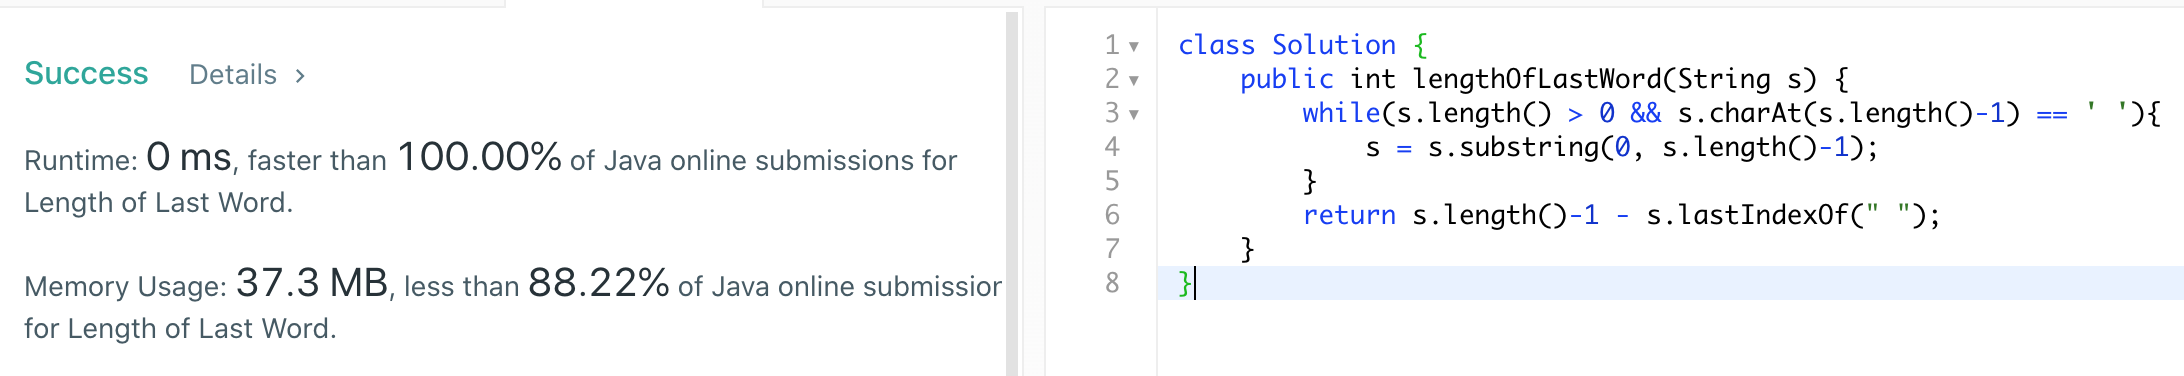 Success Details >
Runtime: 0 ms, faster than 100.00% of Java online submissions for
Length of Last Word.
Memory Usage: 37.3 MB, less than 88.22% of Java online submission
for Length of Last Word.
1 class Solution {
2     public int lengthOfLastWord(String s) {
3         while(s.length() > 0 && s.charAt(s.length()-1) == ' '){
4             s = s.substring(0, s.length()-1);
5         }
6         return s.length()-1 - s.lastIndexOf(" ");
7     }
8 }